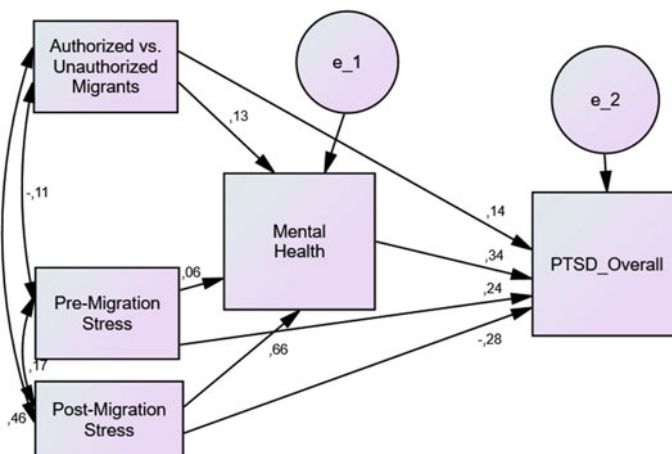 Authorized vs.
Unauthorized
Migrants
e_1
e_2
,13
-,11
,14
Mental
Health
,34
PTSD_Overall
,06
,24
Pre-Migration
Stress
-,28
,66
,17
,46
Post-Migration
Stress